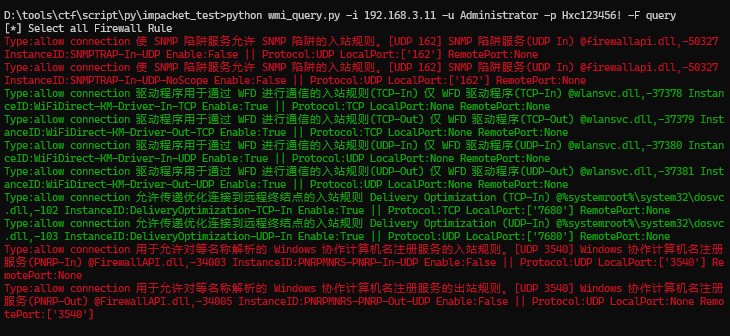 D:\tools\ctf\script\py\impacket_test>python wmi_query.py -i 192.168.3.11 -u Administrator -p Hxc123456! -F query
[*] Select all Firewall Rule
Type:allow connection 使 SNMP 陷阱服务允许 SNMP 陷阱的入站规则。[UDP 162] SNMP 陷阱服务(UDP In) @firewallapi.dll,-50327
InstanceID:SNMPTRAP-In-UDP Enable:False || Protocol:UDP LocalPort:['162'] RemotePort:None
Type:allow connection 使 SNMP 陷阱服务允许 SNMP 陷阱的入站规则。[UDP 162] SNMP 陷阱服务(UDP In) @firewallapi.dll,-50327
InstanceID:SNMPTRAP-In-UDP-NoScope Enable:False || Protocol:UDP LocalPort:['162'] RemotePort:None
Type:allow connection 驱动程序用于通过 WFD 进行通信的入站规则(TCP-In) 仅 WFD 驱动程序(TCP-In) @wlansvc.dll,-37378 Instan
ceID:WiFiDirect-KM-Driver-In-TCP Enable:True || Protocol:TCP LocalPort:None RemotePort:None
Type:allow connection 驱动程序用于通过 WFD 进行通信的出站规则(TCP-Out) 仅 WFD 驱动程序(TCP-Out) @wlansvc.dll,-37379 Inst
anceID:WiFiDirect-KM-Driver-Out-TCP Enable:True || Protocol:TCP LocalPort:None RemotePort:None
Type:allow connection 驱动程序用于通过 WFD 进行通信的入站规则(UDP-In) 仅 WFD 驱动程序(UDP-In) @wlansvc.dll,-37380 Instan
ceID:WiFiDirect-KM-Driver-In-UDP Enable:True || Protocol:UDP LocalPort:None RemotePort:None
Type:allow connection 驱动程序用于通过 WFD 进行通信的出站规则(UDP-Out) 仅 WFD 驱动程序(UDP-Out) @wlansvc.dll,-37381 Inst
anceID:WiFiDirect-KM-Driver-Out-UDP Enable:True || Protocol:UDP LocalPort:None RemotePort:None
Type:allow connection 允许传递优化连接到远程终结点的入站规则 Delivery Optimization (TCP-In) @%systemroot%\system32\dosvc
.dll,-102 InstanceID:DeliveryOptimization-TCP-In Enable:True || Protocol:TCP LocalPort:['7680'] RemotePort:None
Type:allow connection 允许传递优化连接到远程终结点的入站规则 Delivery Optimization (UDP-In) @%systemroot%\system32\dosvc
.dll,-103 InstanceID:DeliveryOptimization-UDP-In Enable:True || Protocol:UDP LocalPort:['7680'] RemotePort:None
Type:allow connection 用于允许对等名称解析的 Windows 协作计算机名注册服务的入站规则。[UDP 3540] Windows 协作计算机名注册
服务(PNRP-In) @FirewallAPI.dll,-34003 InstanceID:PNRPMNRS-PNRP-In-UDP Enable:False || Protocol:UDP LocalPort:['3540'] Re
motePort:None
Type:allow connection 用于允许对等名称解析的 Windows 协作计算机名注册服务的出站规则。[UDP 3540] Windows 协作计算机名注册
服务(PNRP-Out) @FirewallAPI.dll,-34005 InstanceID:PNRPMNRS-PNRP-Out-UDP Enable:False || Protocol:UDP LocalPort:None Remo
tePort:['3540']